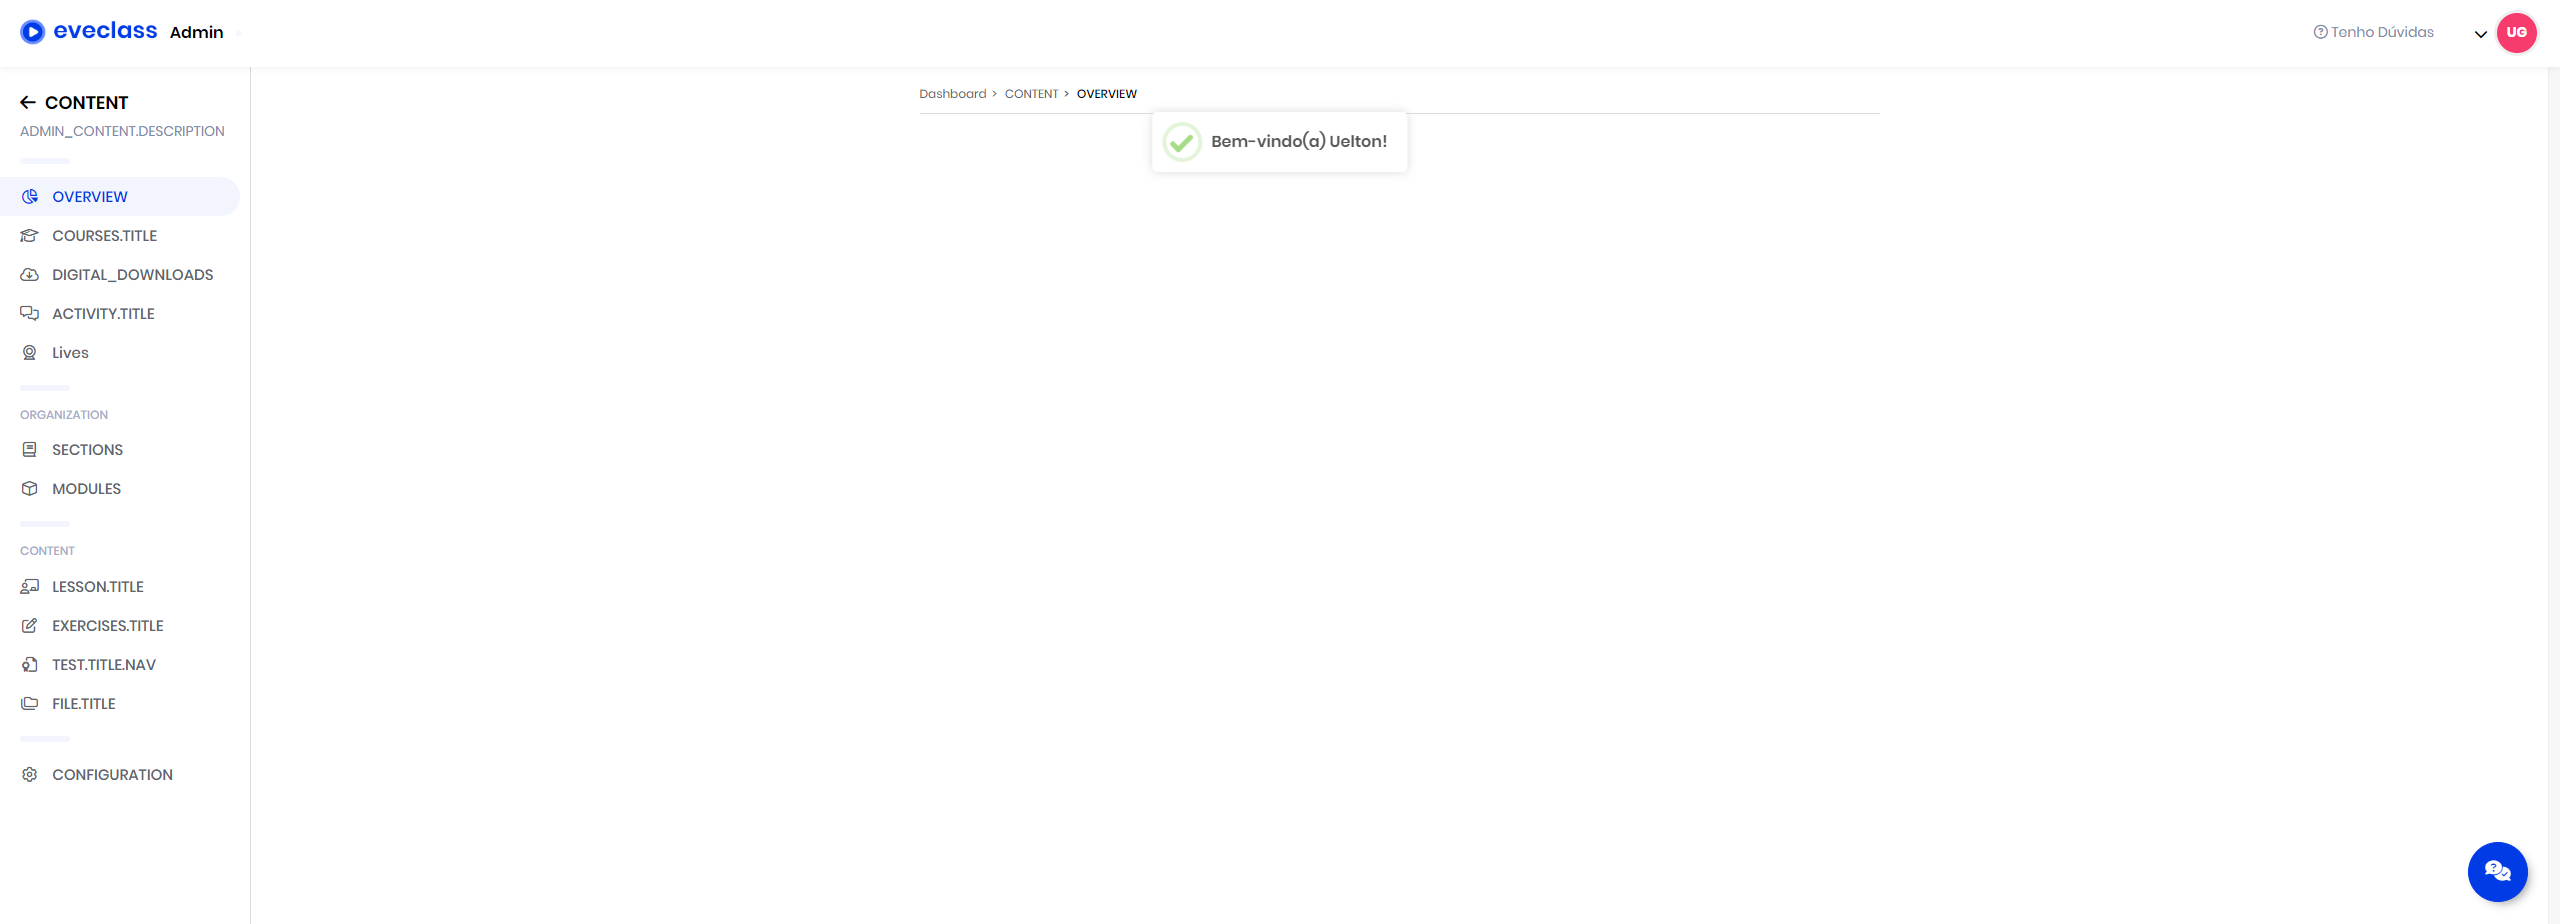 eveclass Admin
Tenho Dúvidas
UG
CONTENT
ADMIN_CONTENT.DESCRIPTION
OVERVIEW
COURSES.TITLE
DIGITAL_DOWNLOADS
ACTIVITY.TITLE
Lives
ORGANIZATION
SECTIONS
MODULES
CONTENT
LESSON.TITLE
EXERCISES.TITLE
TEST.TITLE.NAV
FILE.TITLE
CONFIGURATION
Dashboard > CONTENT > OVERVIEW
Bem-vindo(a) Uelton!